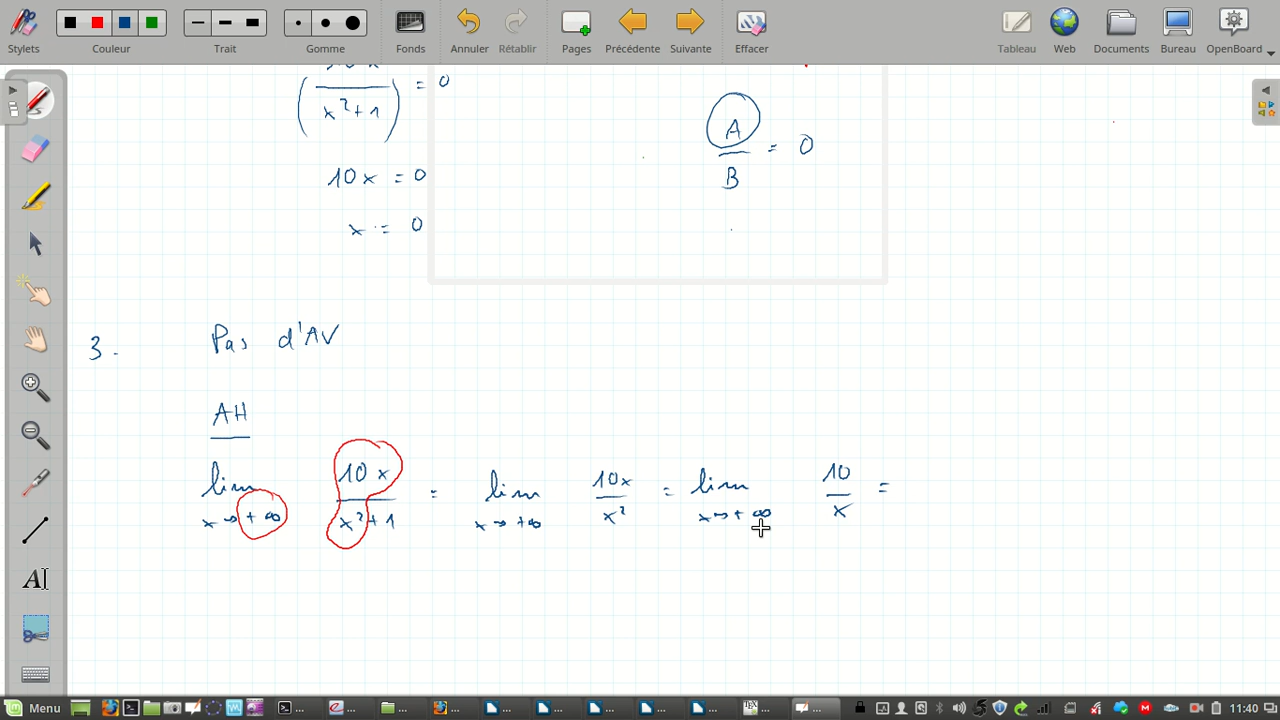 Stylets Couleur Trait Gomme Fonds Annuler Rétablir Pages Précédente Suivante Effacer Tableau Web Documents Bureau OpenBoard
x²+1 = 0
A/B = 0
10x = 0
x = 0
3. Pas d'AV
AH
lim x→+∞ 10x/(x²+1) = lim x→+∞ 10x/x² = lim x→+∞ 10/x =
Menu 11:40